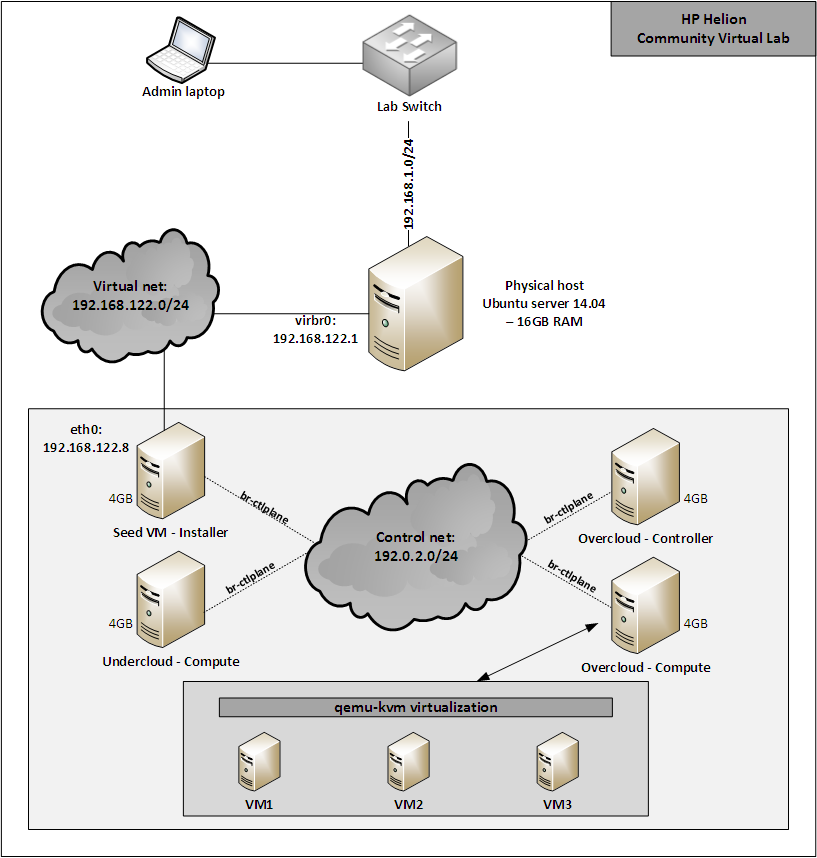 HP Helion
Community Virtual Lab
Admin laptop
Lab Switch
192.168.1.0/24
Virtual net:
192.168.122.0/24
virbr0:
192.168.122.1
Physical host
Ubuntu server 14.04
– 16GB RAM
eth0:
192.168.122.8
4GB
Seed VM - Installer
br-ctlplane
Control net:
192.0.2.0/24
br-ctlplane
4GB
Overcloud - Controller
4GB
Undercloud - Compute
br-ctlplane
br-ctlplane
4GB
Overcloud - Compute
qemu-kvm virtualization
VM1
VM2
VM3